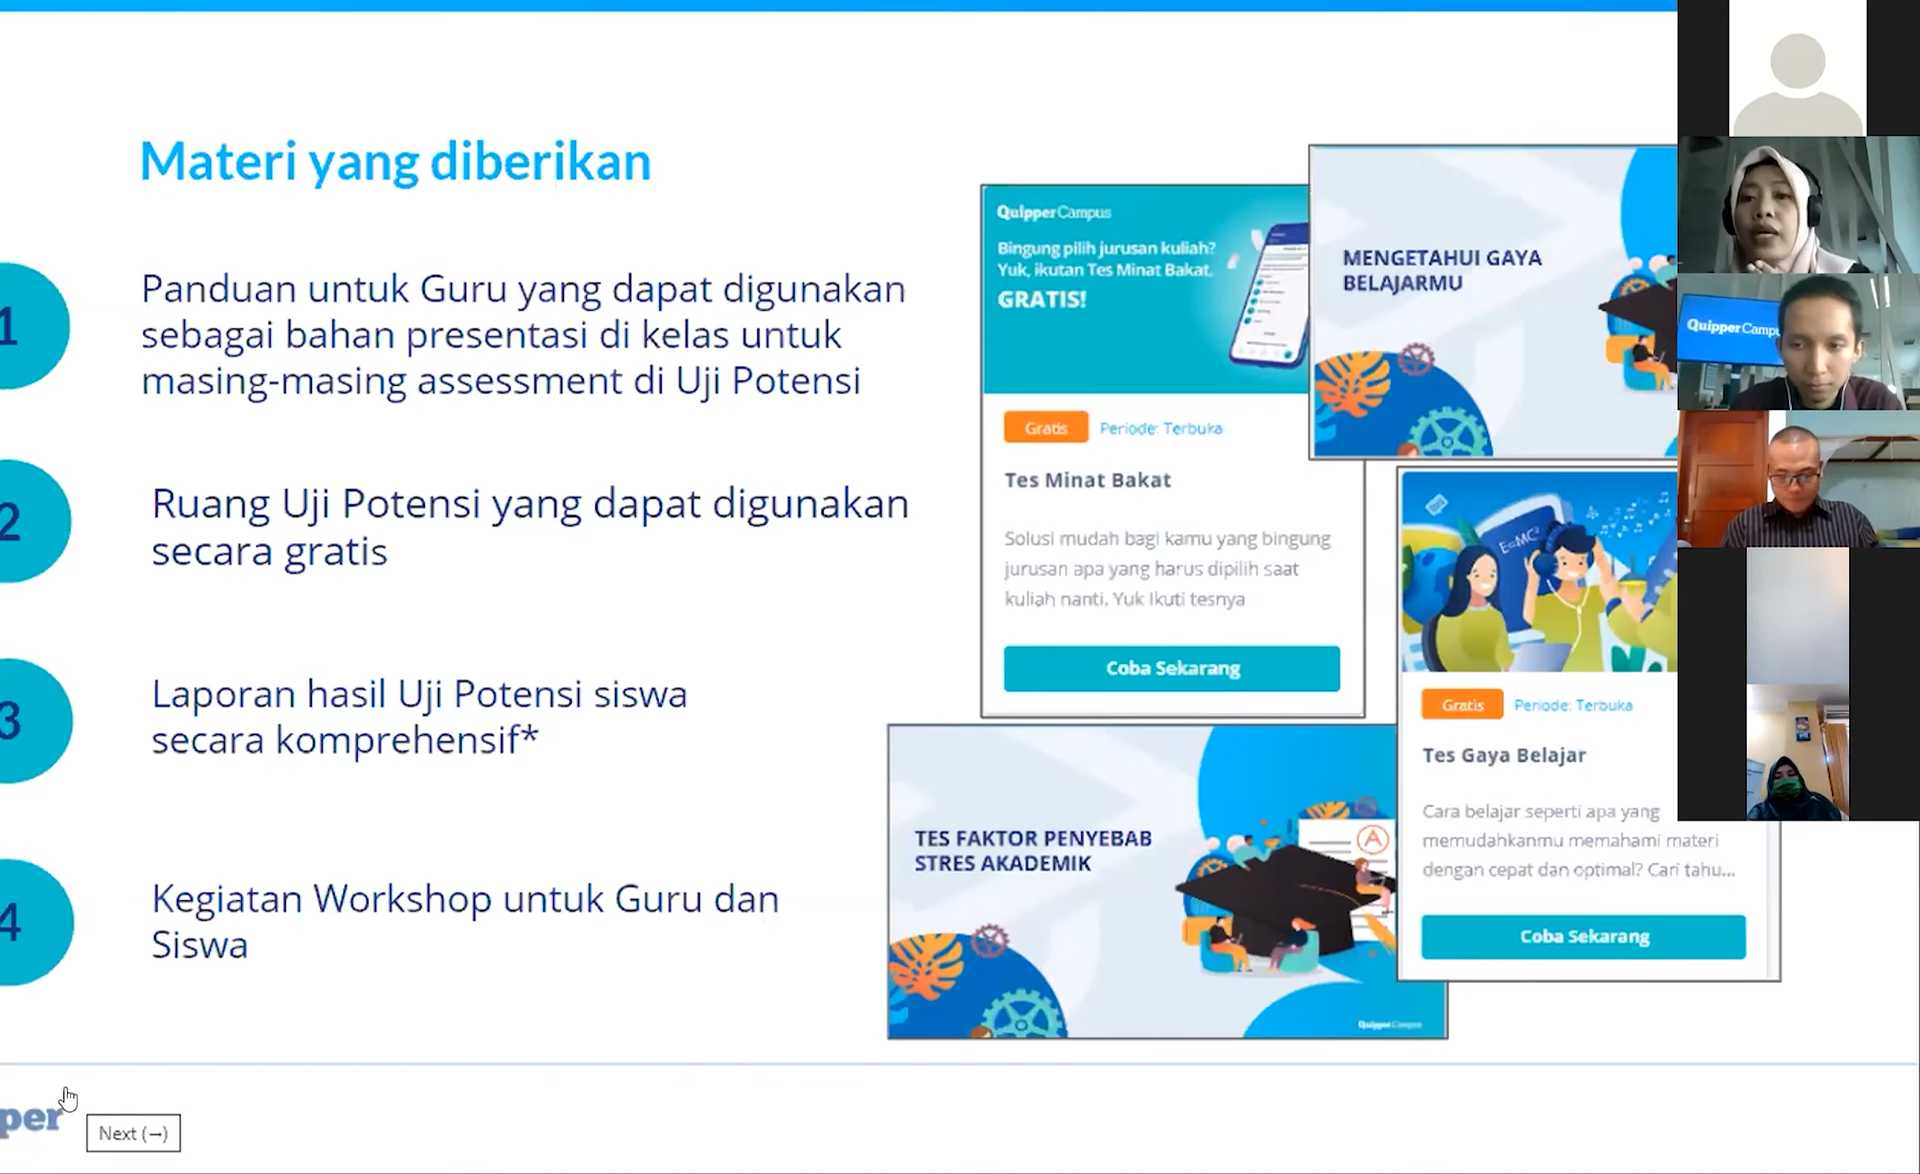 Materi yang diberikan
1
Panduan untuk Guru yang dapat digunakan
sebagai bahan presentasi di kelas untuk
masing-masing assessment di Uji Potensi
2
Ruang Uji Potensi yang dapat digunakan
secara gratis
3
Laporan hasil Uji Potensi siswa
secara komprehensif*
4
Kegiatan Workshop untuk Guru dan
Siswa
QuipperCampus
Bingung pilih jurusan kuliah?
Yuk, ikutan Tes Minat Bakat.
GRATIS!
Gratis Periode: Terbuka
Tes Minat Bakat
Solusi mudah bagi kamu yang bingung
jurusan apa yang harus dipilih saat
kuliah nanti. Yuk Ikuti tesnya
Coba Sekarang
MENGETAHUI GAYA
BELAJARMU
E=MC²
Gratis Periode: Terbuka
Tes Gaya Belajar
Cara belajar seperti apa yang
memudahkanmu memahami materi
dengan cepat dan optimal? Cari tahu...
Coba Sekarang
TES FAKTOR PENYEBAB
STRES AKADEMIK
A
QuipperCampus
QuipperCampu
pper
Next (→)